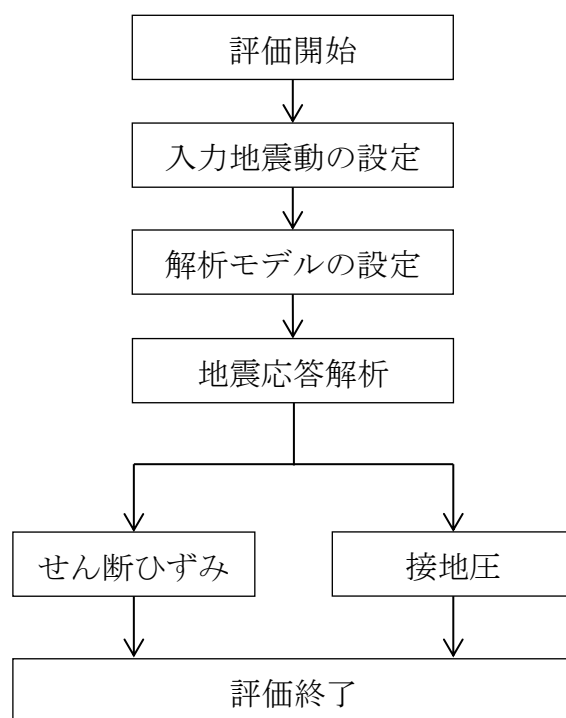 評価開始
入力地震動の設定
解析モデルの設定
地震応答解析
せん断ひずみ
接地圧
評価終了